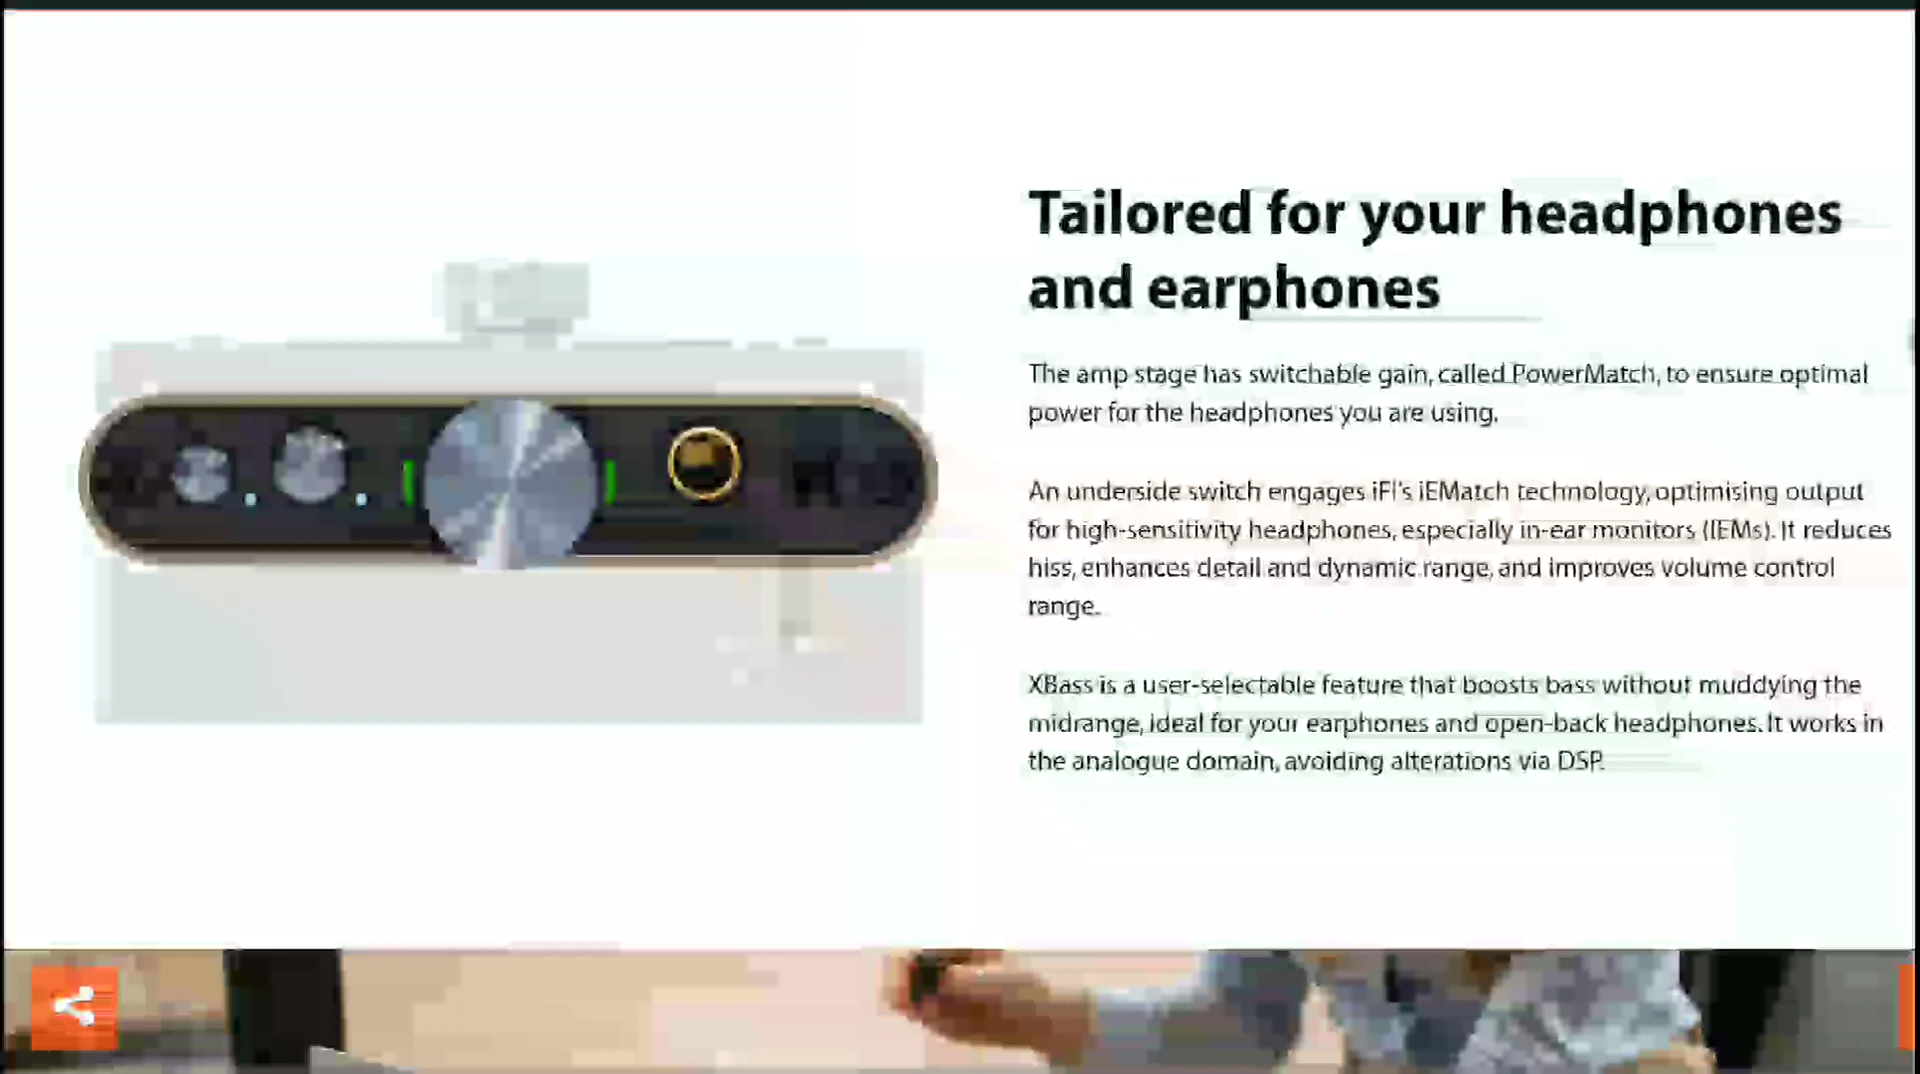 Tailored for your headphones
and earphones
The amp stage has switchable gain, called PowerMatch, to ensure optimal
power for the headphones you are using.
An underside switch engages iFi's iEMatch technology, optimising output
for high-sensitivity headphones, especially in-ear monitors (IEMs). It reduces
hiss, enhances detail and dynamic range, and improves volume control
range.
XBass is a user-selectable feature that boosts bass without muddying the
midrange, ideal for your earphones and open-back headphones. It works in
the analogue domain, avoiding alterations via DSP.